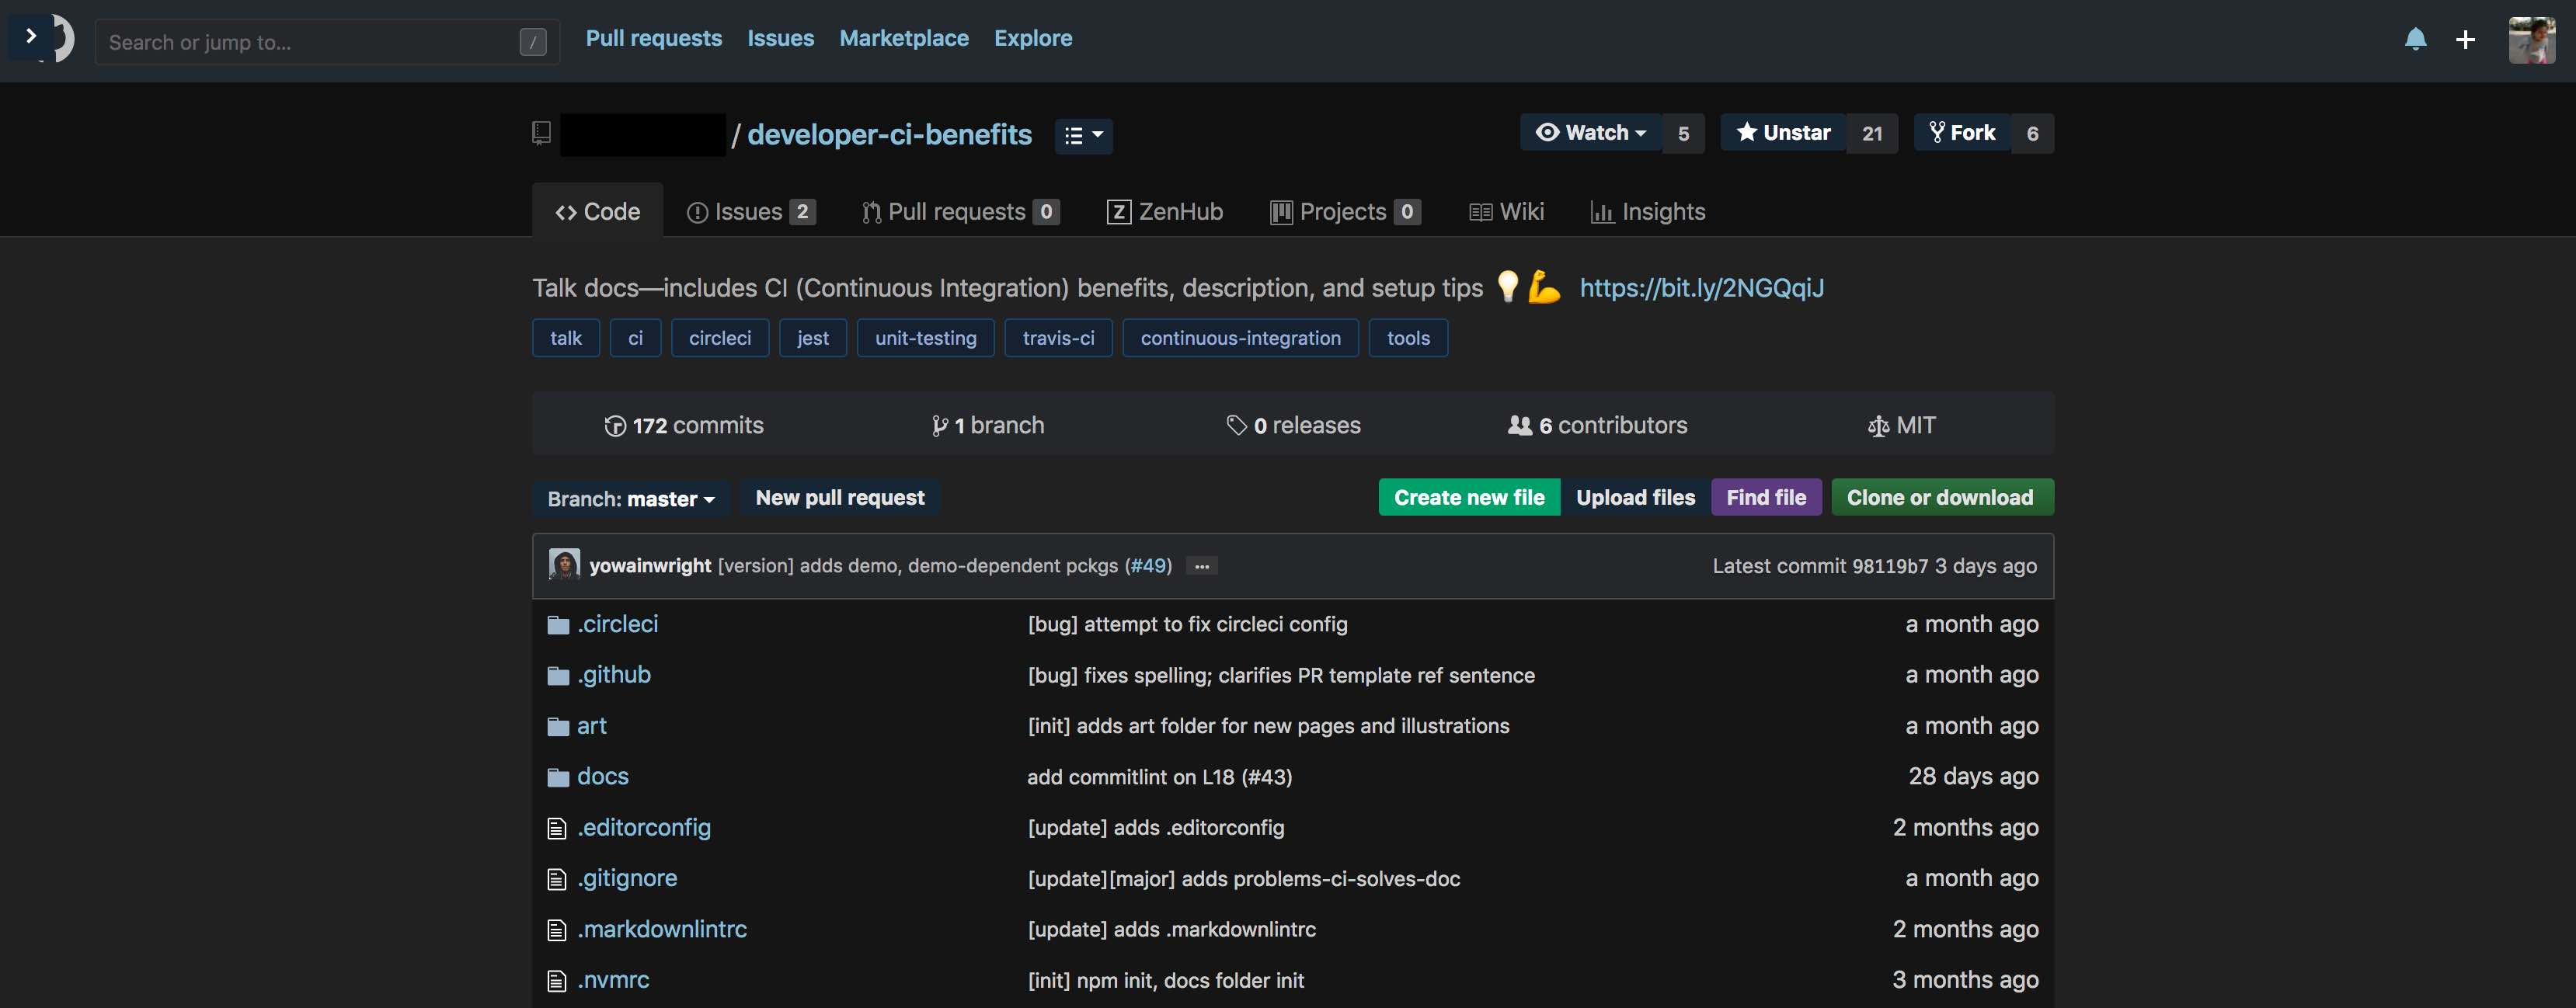 Search or jump to... /
Pull requests Issues Marketplace Explore
/ developer-ci-benefits
Watch 5 Unstar 21 Fork 6
Code Issues 2 Pull requests 0 Z ZenHub Projects 0 Wiki Insights
Talk docs—includes CI (Continuous Integration) benefits, description, and setup tips 💡💪 https://bit.ly/2NGQqiJ
talk ci circleci jest unit-testing travis-ci continuous-integration tools
172 commits 1 branch 0 releases 6 contributors MIT
Branch: master New pull request Create new file Upload files Find file Clone or download
yowainwright [version] adds demo, demo-dependent pckgs (#49) ... Latest commit 98119b7 3 days ago
.circleci [bug] attempt to fix circleci config a month ago
.github [bug] fixes spelling; clarifies PR template ref sentence a month ago
art [init] adds art folder for new pages and illustrations a month ago
docs add commitlint on L18 (#43) 28 days ago
.editorconfig [update] adds .editorconfig 2 months ago
.gitignore [update][major] adds problems-ci-solves-doc a month ago
.markdownlintrc [update] adds .markdownlintrc 2 months ago
.nvmrc [init] npm init, docs folder init 3 months ago